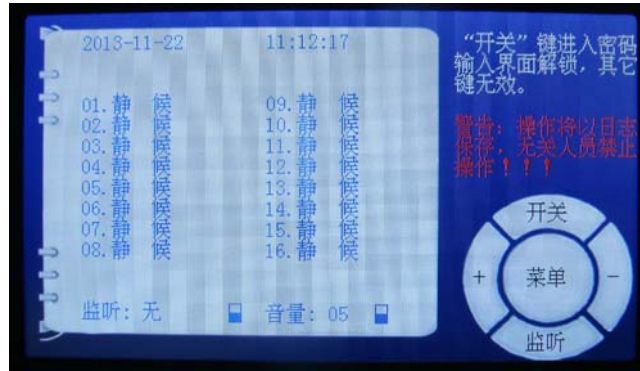 2013-11-22 11:12:17
01.静 候 09.静 候
02.静 候 10.静 候
03.静 候 11.静 候
04.静 候 12.静 候
05.静 候 13.静 候
06.静 候 14.静 候
07.静 候 15.静 候
08.静 候 16.静 候
监听: 无 音量: 05
“开关”键进入密码
输入界面解锁，其它
键无效。
警告：操作将以日志
保存，无关人员禁止
操作！！！
开关
+ 菜单 -
监听